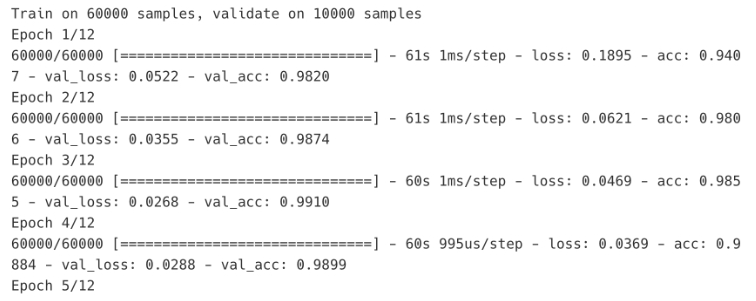 Train on 60000 samples, validate on 10000 samples
Epoch 1/12
60000/60000 [==============================] - 61s 1ms/step - loss: 0.1895 - acc: 0.940
7 - val_loss: 0.0522 - val_acc: 0.9820
Epoch 2/12
60000/60000 [==============================] - 61s 1ms/step - loss: 0.0621 - acc: 0.980
6 - val_loss: 0.0355 - val_acc: 0.9874
Epoch 3/12
60000/60000 [==============================] - 60s 1ms/step - loss: 0.0469 - acc: 0.985
5 - val_loss: 0.0268 - val_acc: 0.9910
Epoch 4/12
60000/60000 [==============================] - 60s 995us/step - loss: 0.0369 - acc: 0.9
884 - val_loss: 0.0288 - val_acc: 0.9899
Epoch 5/12